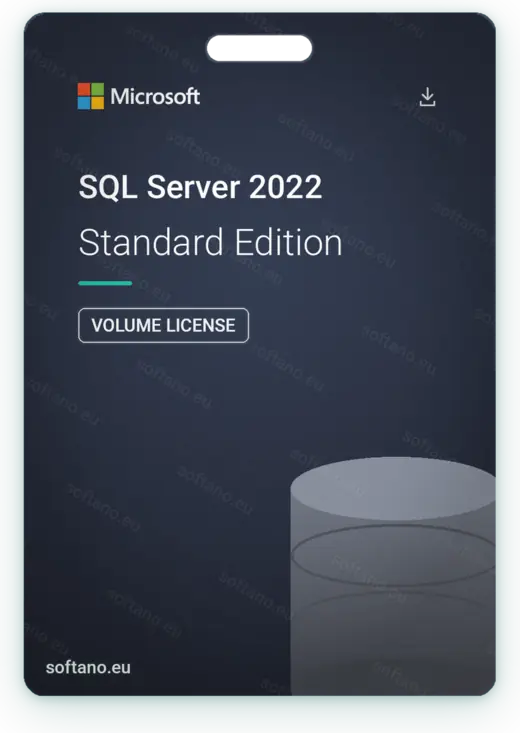 Microsoft
SQL Server 2022
Standard Edition
VOLUME LICENSE
softano.eu